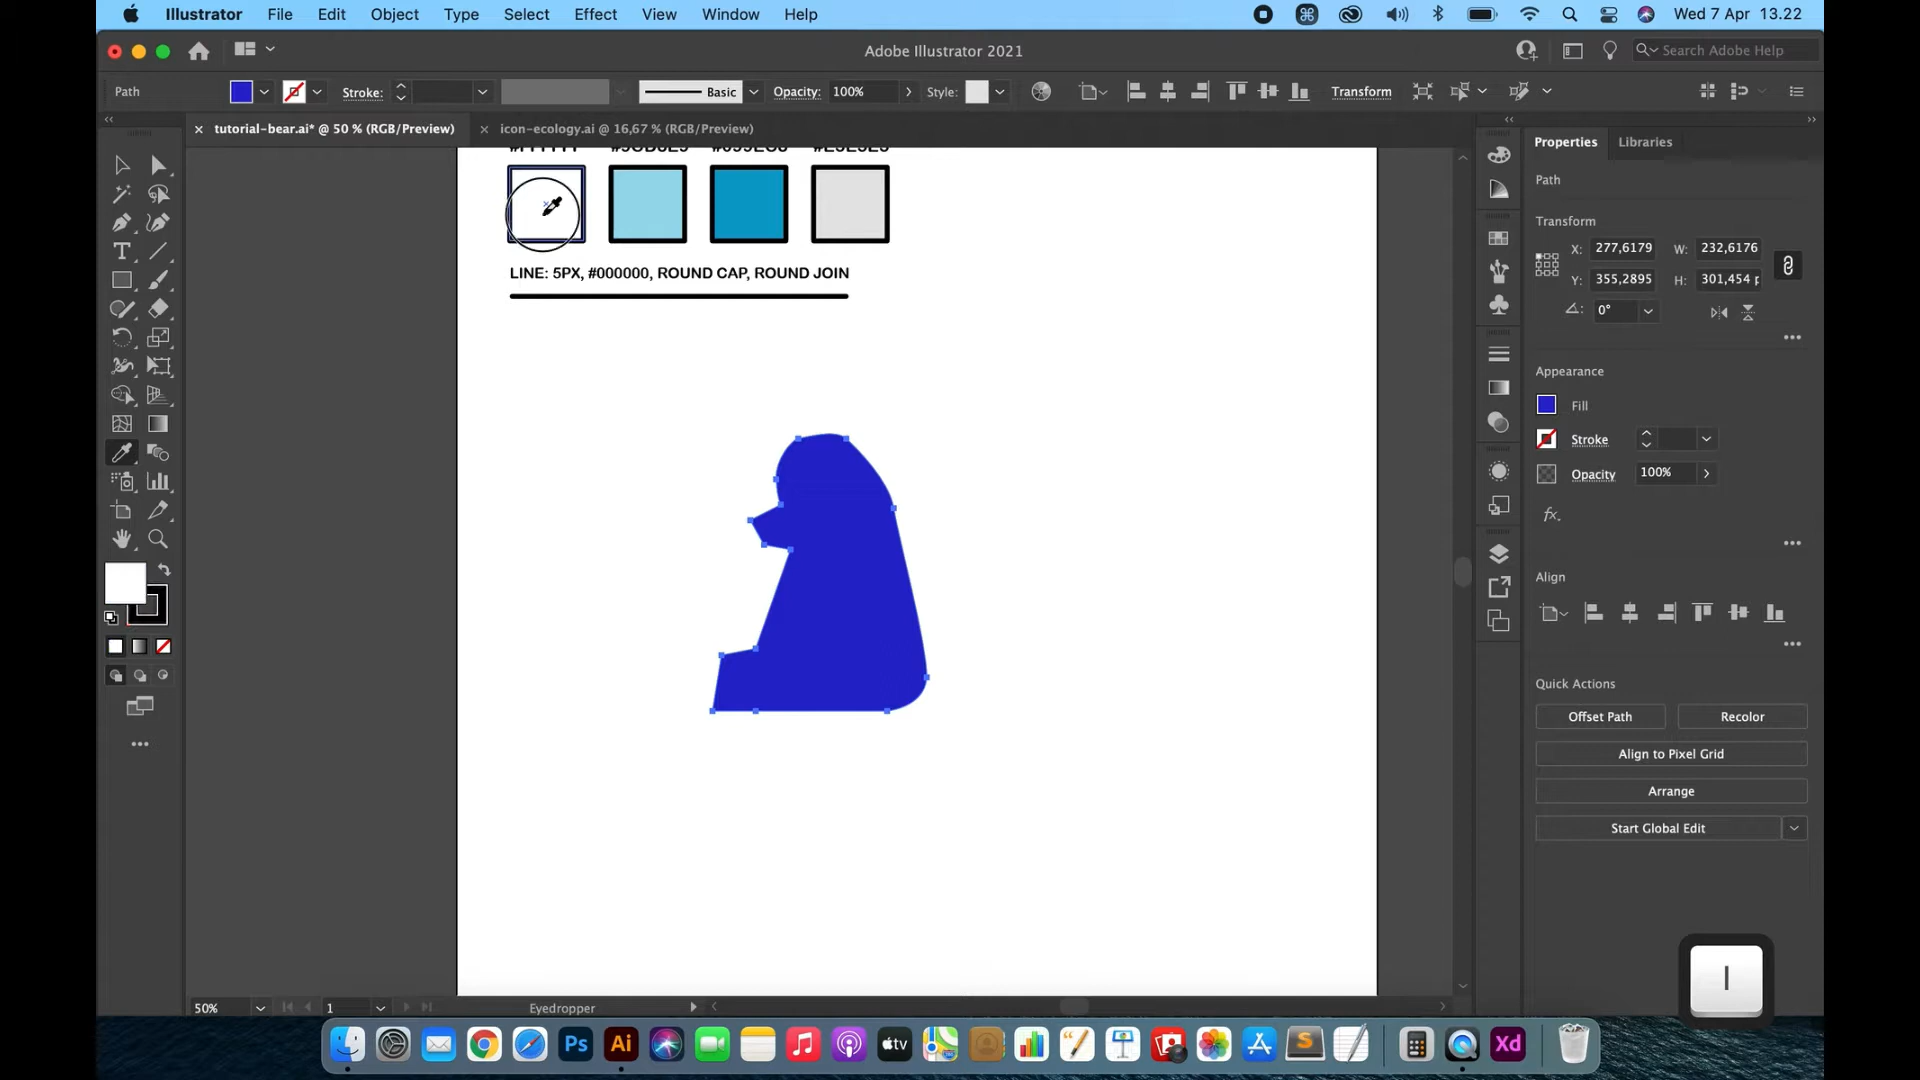 Illustrator File Edit Object Type Select Effect View Window Help Wed 7 Apr 13.22
Adobe Illustrator 2021
Search Adobe Help
Path Stroke: Basic Opacity: 100% Style: Transform
tutorial-bear.ai* @ 50 % (RGB/Preview)
icon-ecology.ai @ 16,67 % (RGB/Preview)
LINE: 5PX, #000000, ROUND CAP, ROUND JOIN
Properties Libraries
Path
Transform
X: 277,6179 W: 232,6176
Y: 355,2895 H: 301,454 p
0°
Appearance
Fill
Stroke
Opacity 100%
fx
Align
Quick Actions
Offset Path Recolor
Align to Pixel Grid
Arrange
Start Global Edit
I
50% 1 Eyedropper
Ps Ai tv S Xd